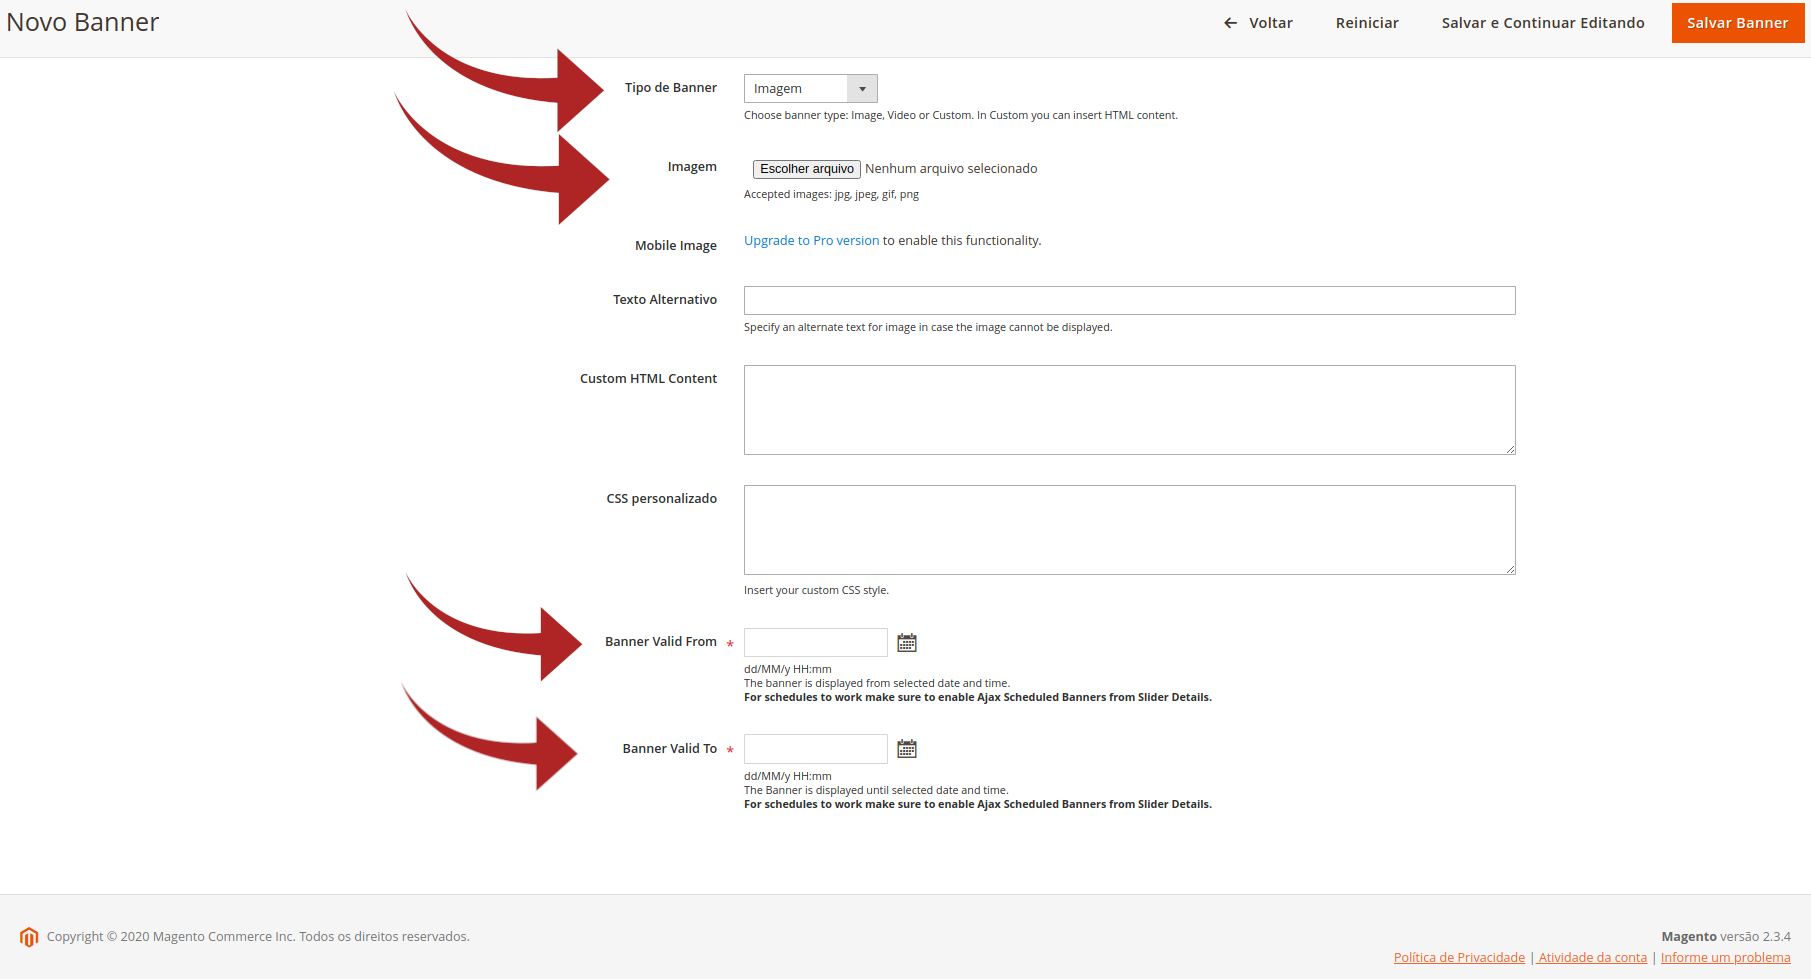 Novo Banner
Voltar
Reiniciar
Salvar e Continuar Editando
Salvar Banner
Tipo de Banner
Imagem
Choose banner type: Image, Video or Custom. In Custom you can insert HTML content.
Imagem
Escolher arquivo Nenhum arquivo selecionado
Accepted images: jpg, jpeg, gif, png
Mobile Image
Upgrade to Pro version to enable this functionality.
Texto Alternativo
Specify an alternate text for image in case the image cannot be displayed.
Custom HTML Content
CSS personalizado
Insert your custom CSS style.
Banner Valid From *
dd/MM/y HH:mm
The banner is displayed from selected date and time.
For schedules to work make sure to enable Ajax Scheduled Banners from Slider Details.
Banner Valid To *
dd/MM/y HH:mm
The Banner is displayed until selected date and time.
For schedules to work make sure to enable Ajax Scheduled Banners from Slider Details.
Copyright © 2020 Magento Commerce Inc. Todos os direitos reservados.
Magento versão 2.3.4
Política de Privacidade | Atividade da conta | Informe um problema